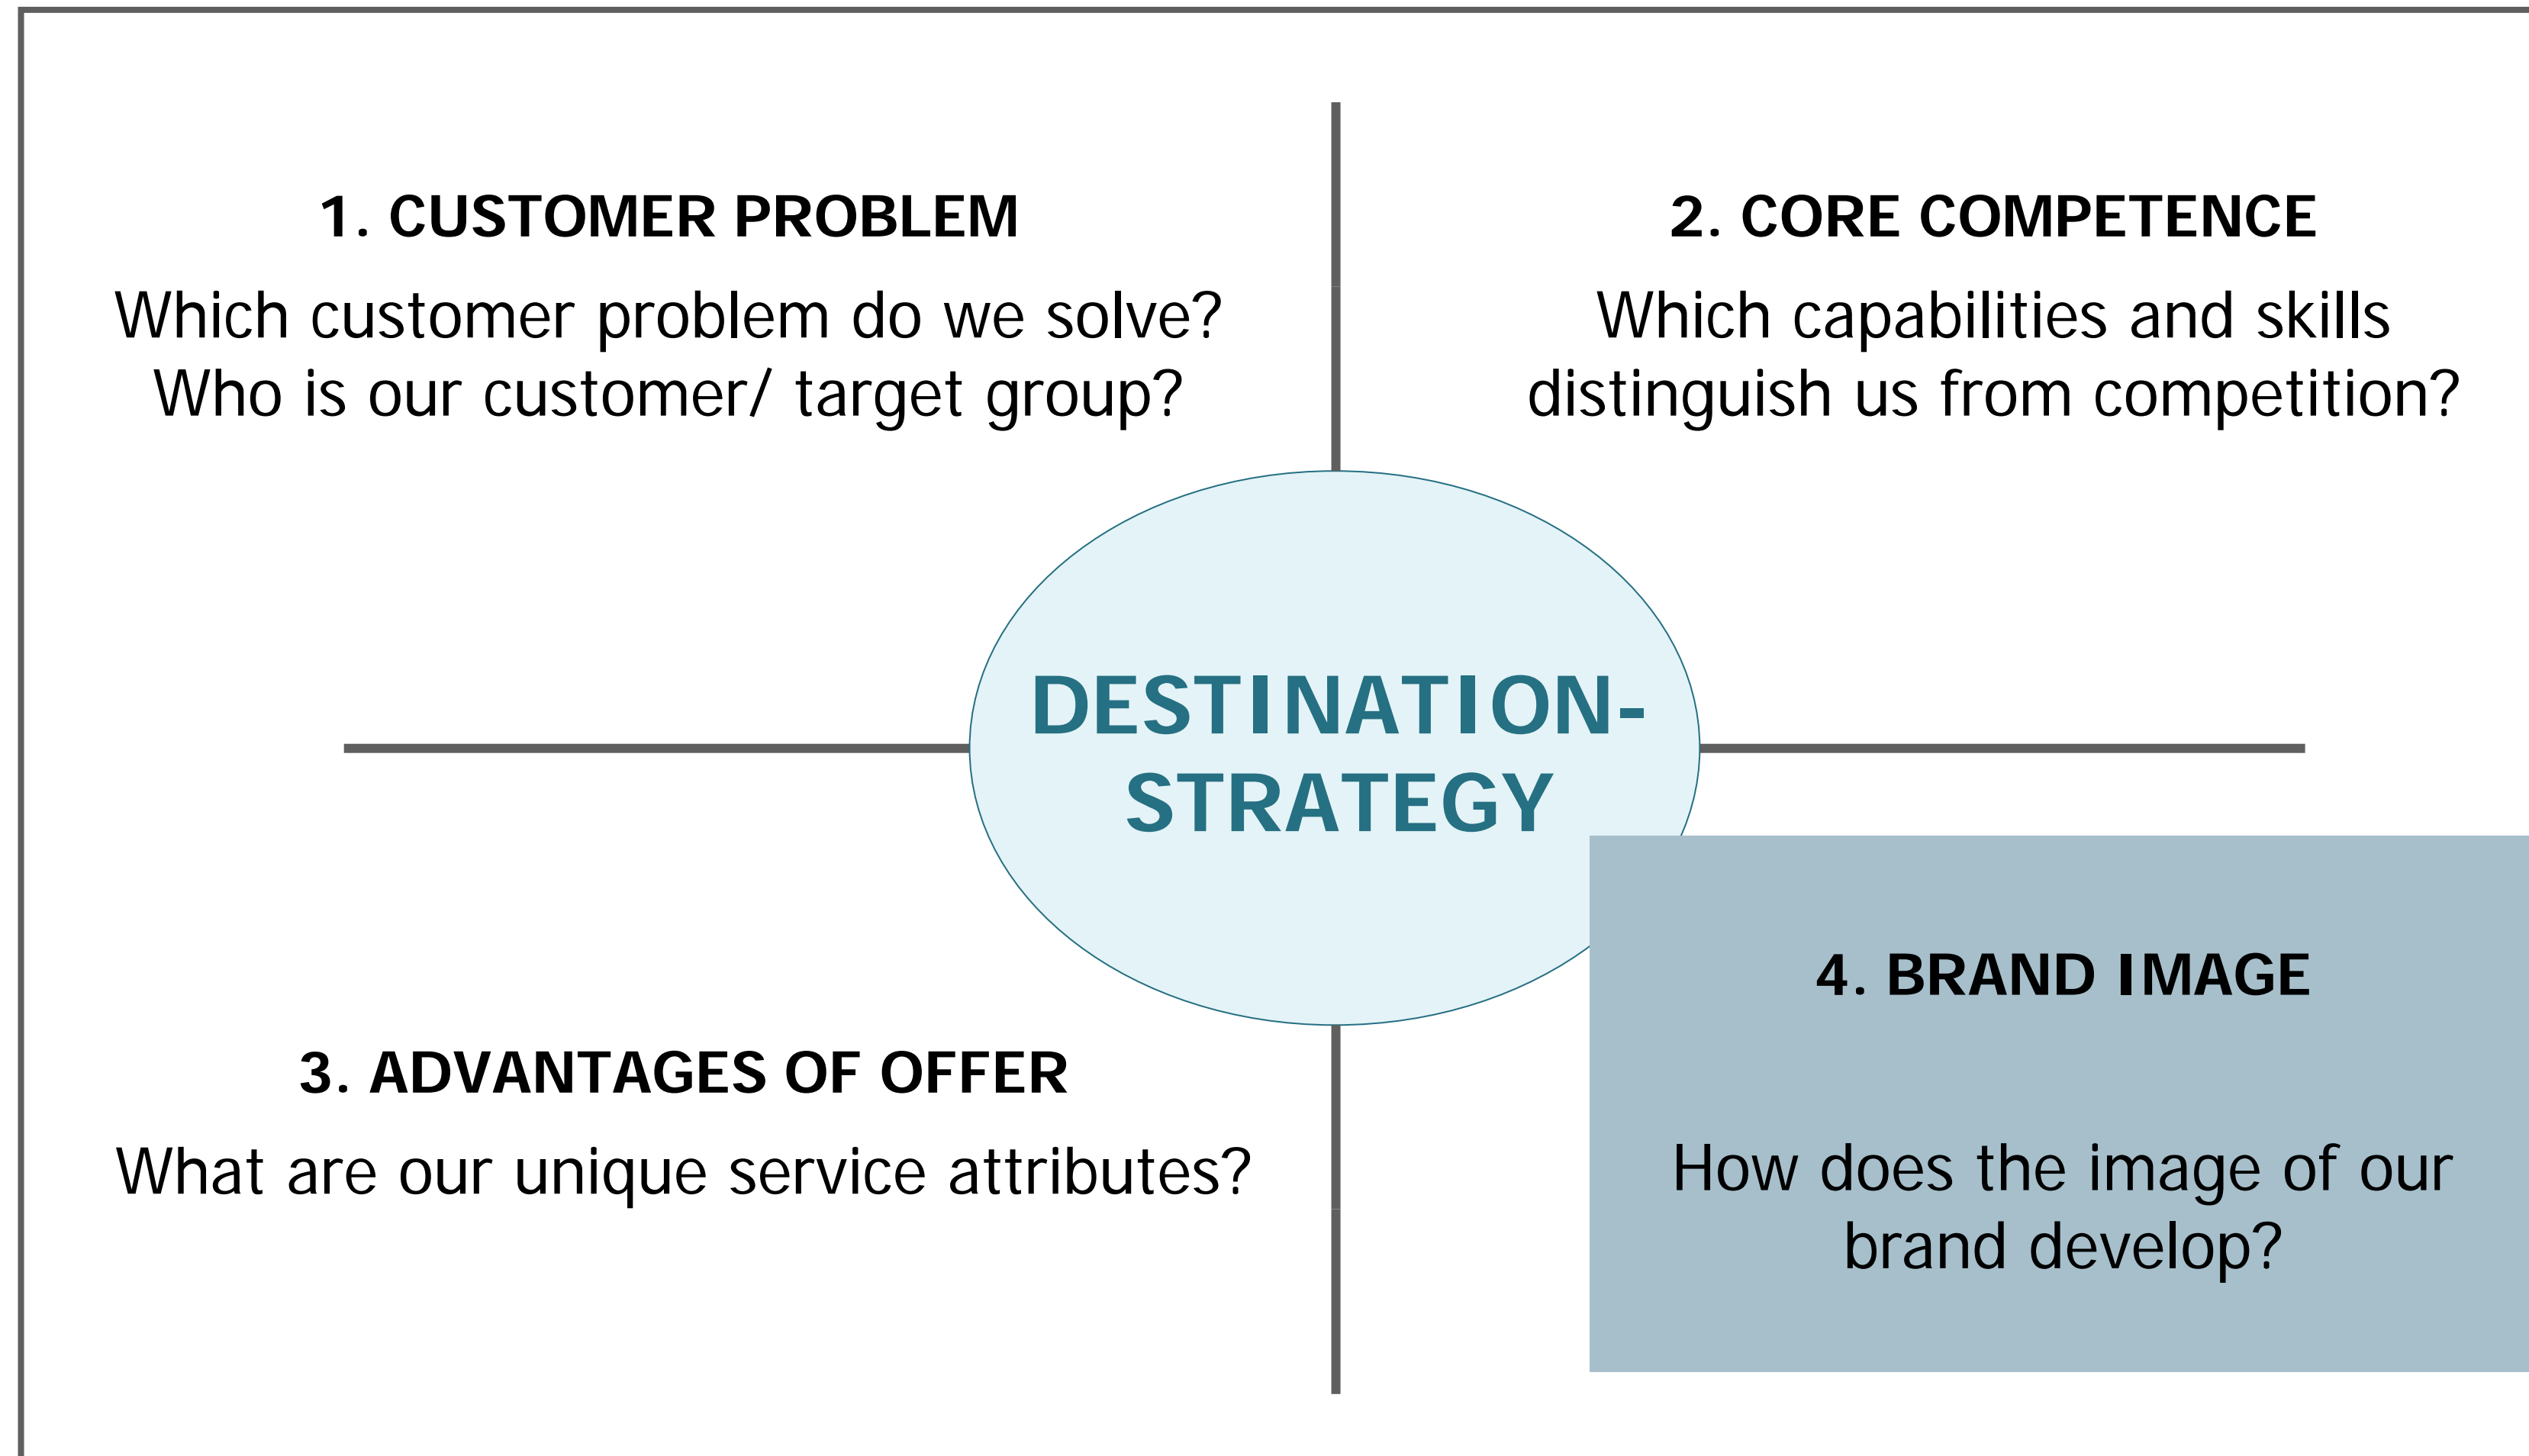 1. CUSTOMER PROBLEM
Which customer problem do we solve?
Who is our customer/ target group?
2. CORE COMPETENCE
Which capabilities and skills
distinguish us from competition?
DESTINATION-
STRATEGY
3. ADVANTAGES OF OFFER
What are our unique service attributes?
4. BRAND IMAGE
How does the image of our
brand develop?